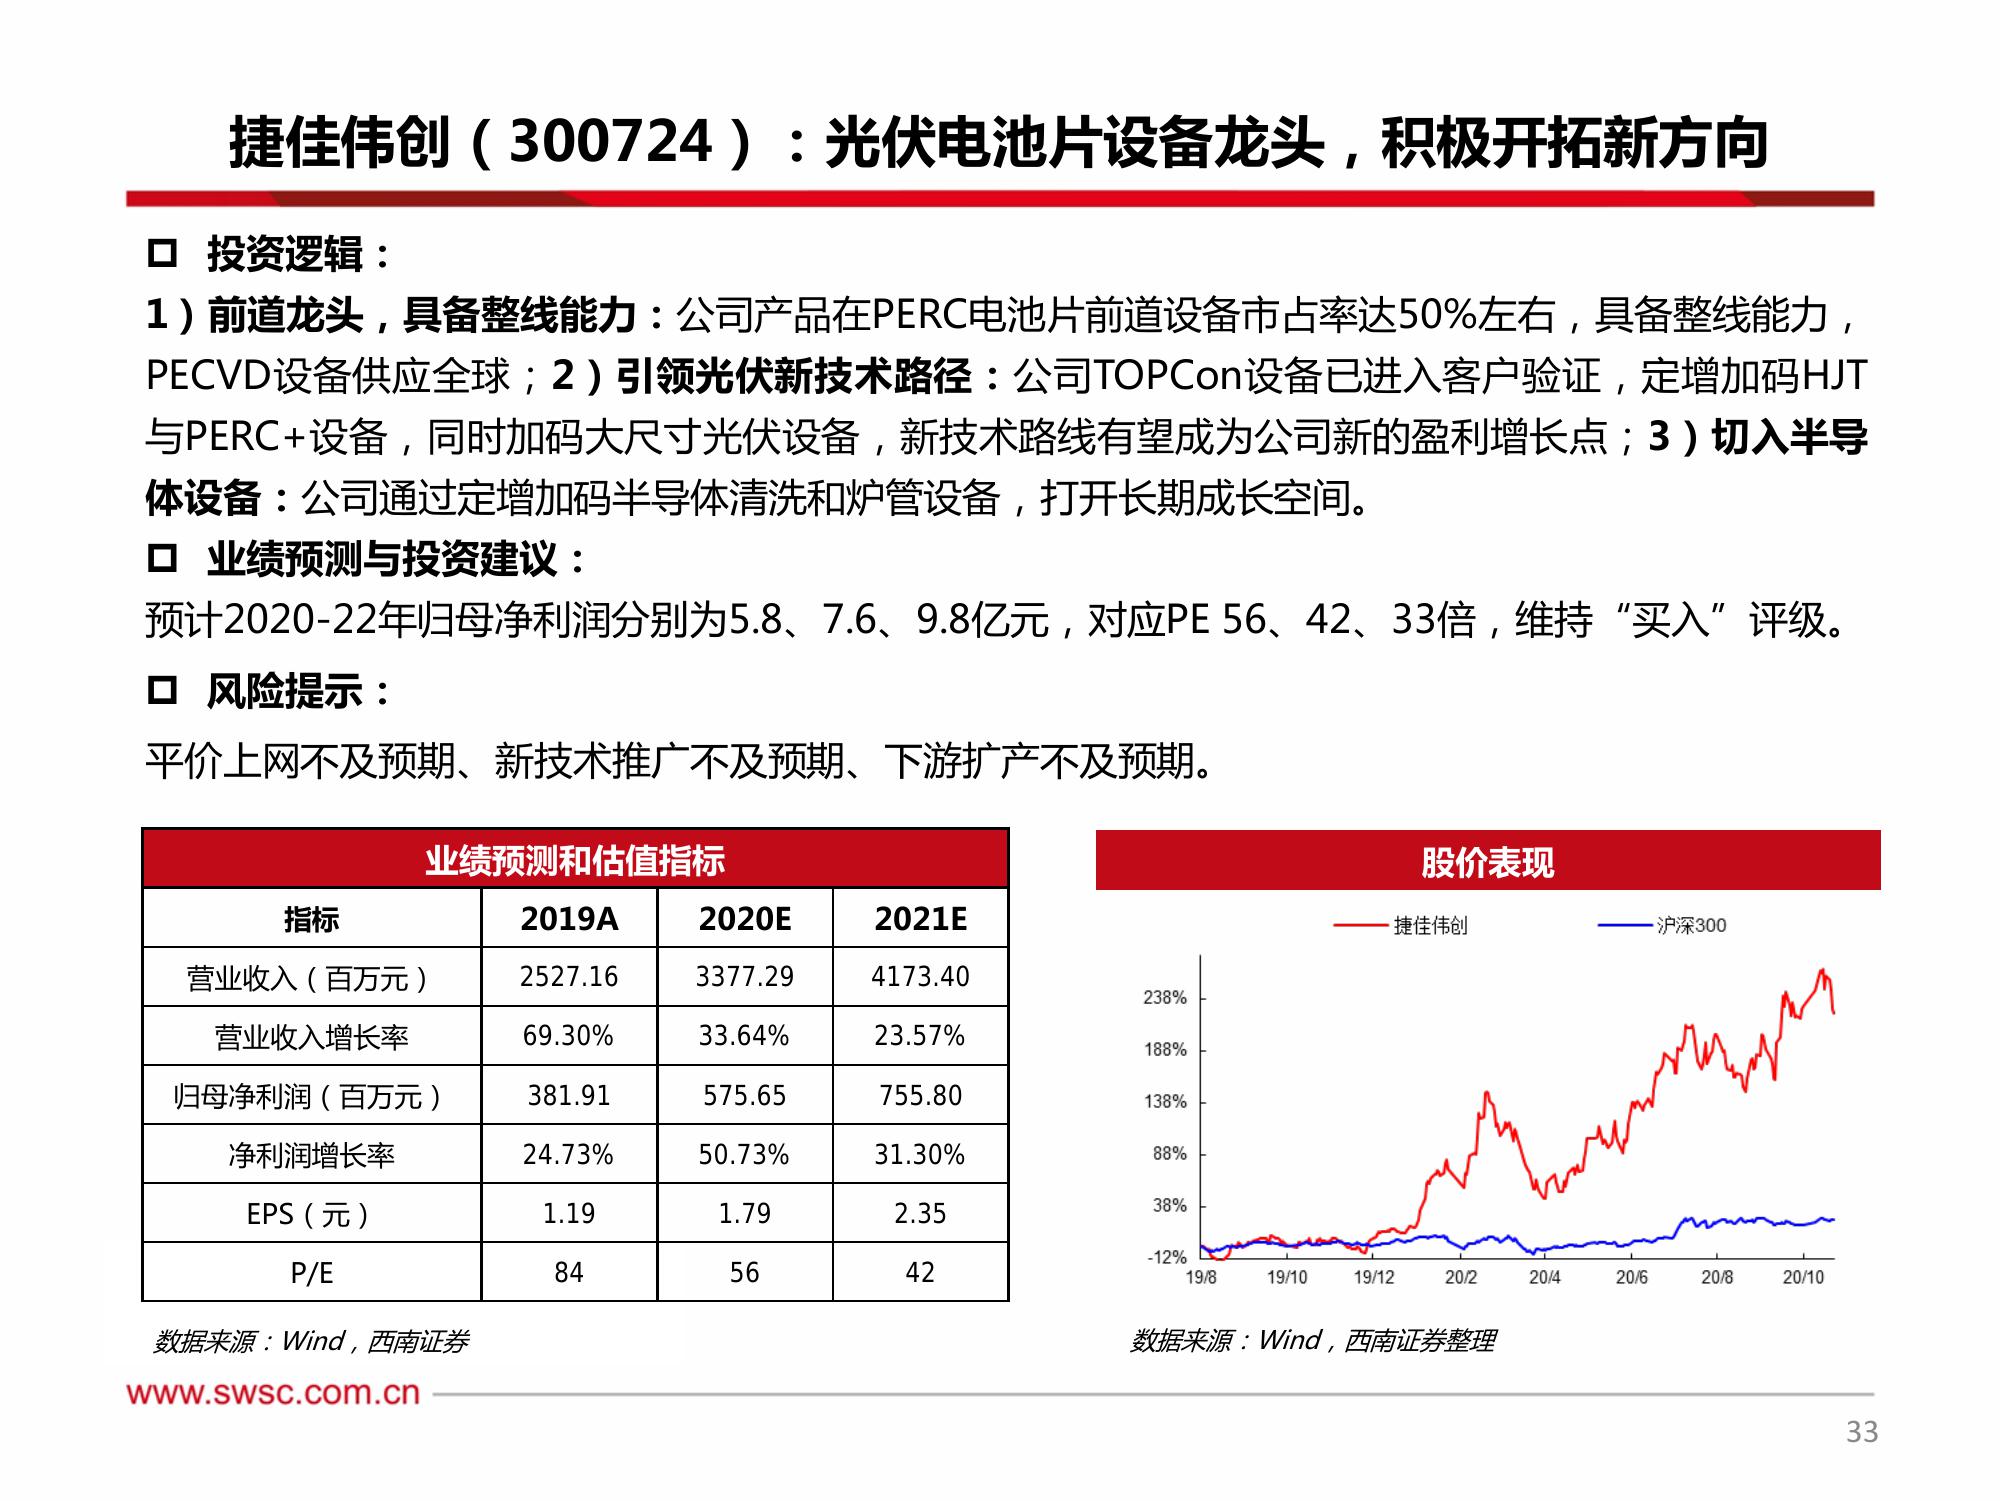 捷佳伟创（300724）：光伏电池片设备龙头，积极开拓新方向
投资逻辑：
1）前道龙头，具备整线能力：公司产品在PERC电池片前道设备市占率达50%左右，具备整线能力，
PECVD设备供应全球；2）引领光伏新技术路径：公司TOPCon设备已进入客户验证，定增加码HJT
与PERC+设备，同时加码大尺寸光伏设备，新技术路线有望成为公司新的盈利增长点；3）切入半导
体设备：公司通过定增加码半导体清洗和炉管设备，打开长期成长空间。
业绩预测与投资建议：
预计2020-22年归母净利润分别为5.8、7.6、9.8亿元，对应PE 56、42、33倍，维持“买入”评级。
风险提示：
平价上网不及预期、新技术推广不及预期、下游扩产不及预期。
业绩预测和估值指标
指标 2019A 2020E 2021E
营业收入（百万元） 2527.16 3377.29 4173.40
营业收入增长率 69.30% 33.64% 23.57%
归母净利润（百万元） 381.91 575.65 755.80
净利润增长率 24.73% 50.73% 31.30%
EPS（元） 1.19 1.79 2.35
P/E 84 56 42
数据来源：Wind，西南证券
股价表现
捷佳伟创 沪深300
238%
188%
138%
88%
38%
-12%
19/8 19/10 19/12 20/2 20/4 20/6 20/8 20/10
数据来源：Wind，西南证券整理
www.swsc.com.cn
33